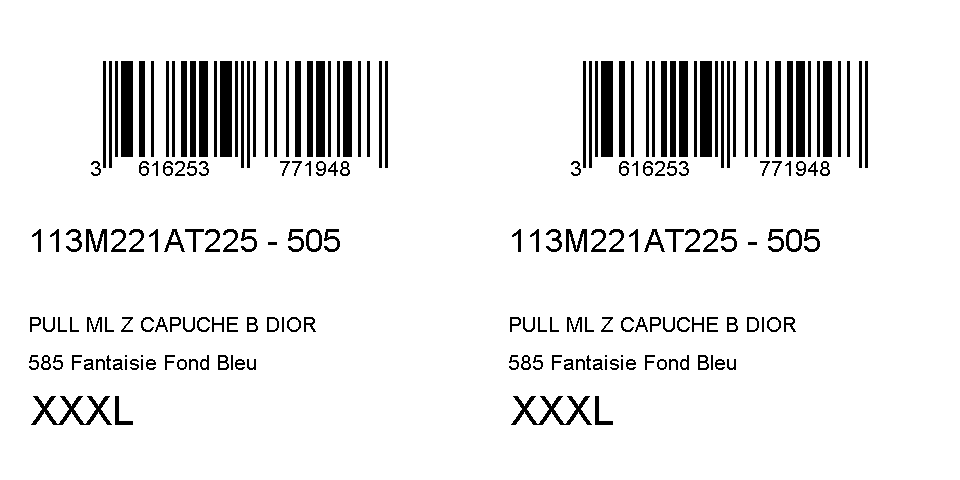 3 616253 771948
113M221AT225 - 505
PULL ML Z CAPUCHE B DIOR
585 Fantaisie Fond Bleu
XXXL
3 616253 771948
113M221AT225 - 505
PULL ML Z CAPUCHE B DIOR
585 Fantaisie Fond Bleu
XXXL